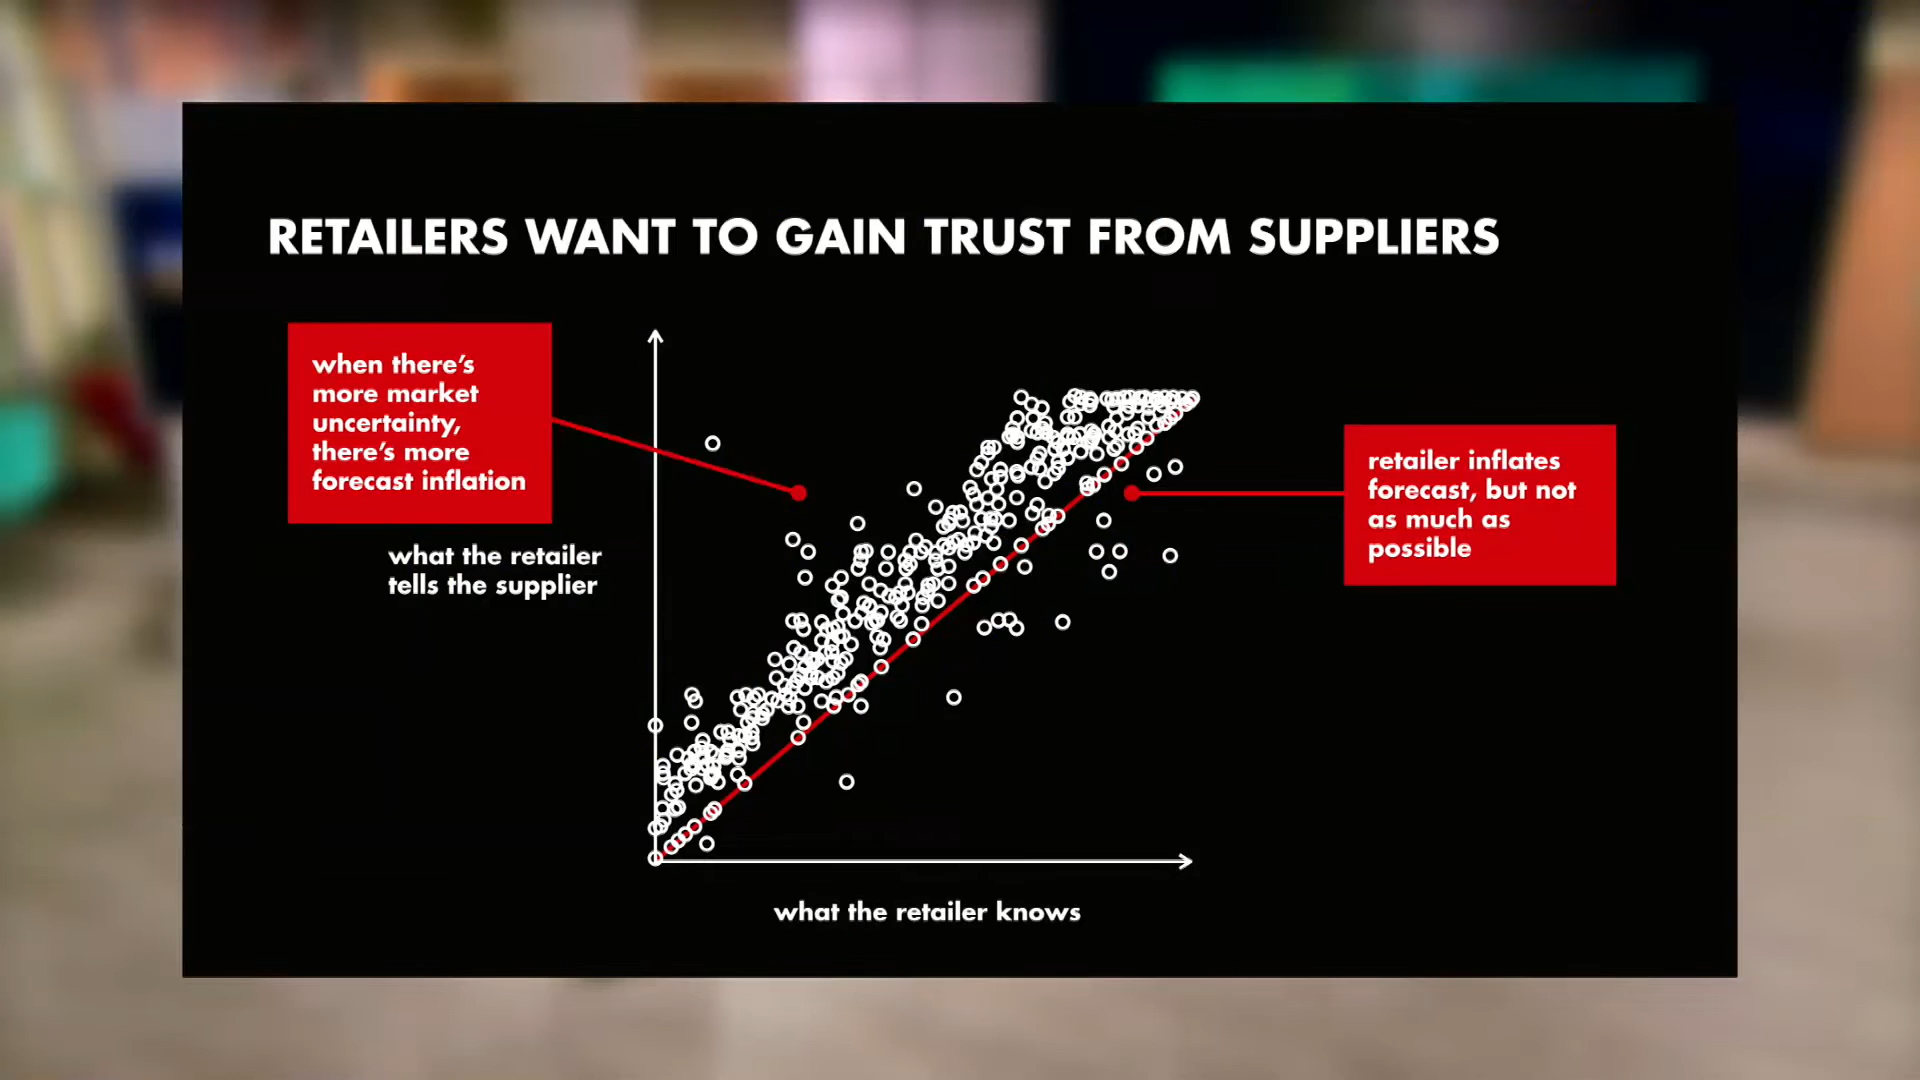 RETAILERS WANT TO GAIN TRUST FROM SUPPLIERS
when there's
more market
uncertainty,
there's more
forecast inflation
what the retailer
tells the supplier
retailer inflates
forecast, but not
as much as
possible
what the retailer knows